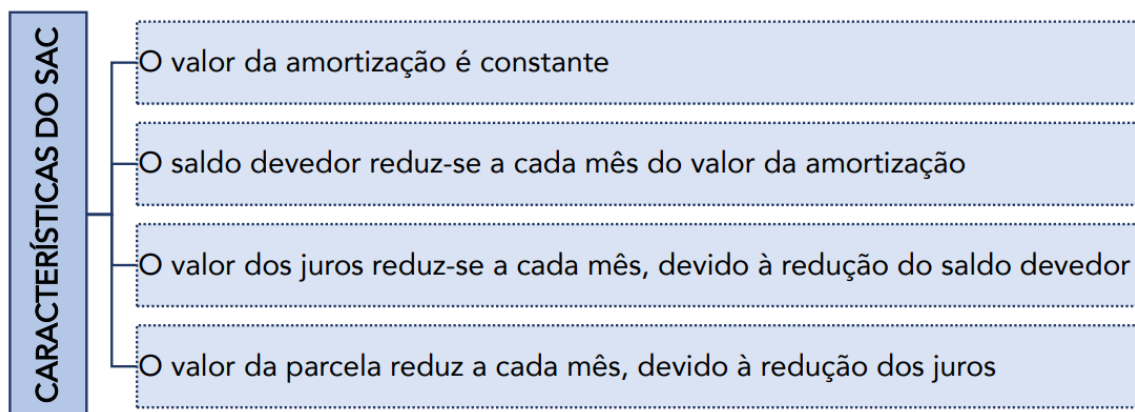 CARACTERÍSTICAS DO SAC
O valor da amortização é constante
O saldo devedor reduz-se a cada mês do valor da amortização
O valor dos juros reduz-se a cada mês, devido à redução do saldo devedor
O valor da parcela reduz a cada mês, devido à redução dos juros